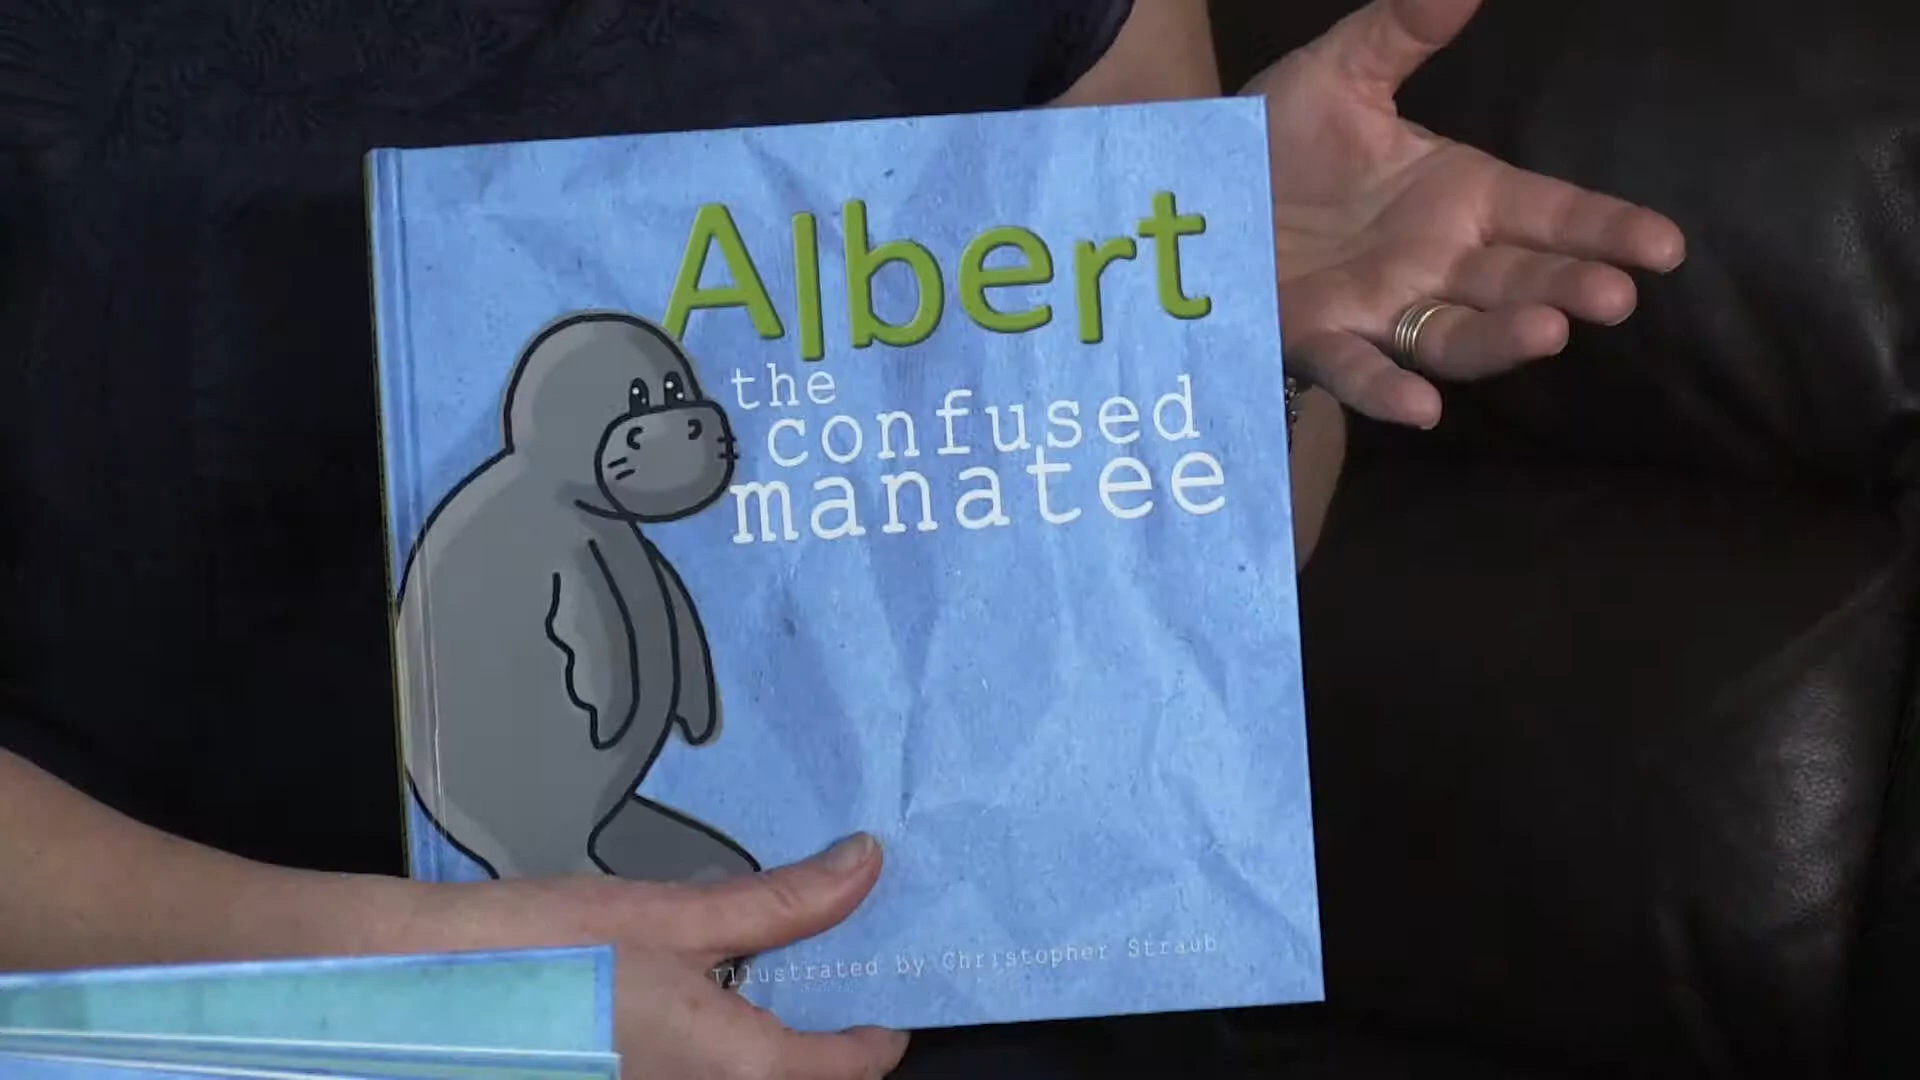 Albert
the
confused
manatee
Illustrated by Christopher Straub